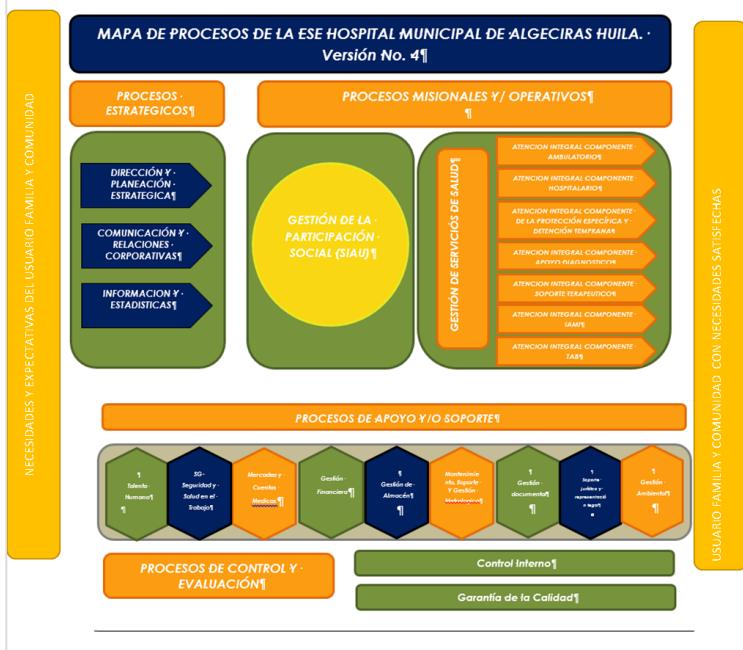 MAPA DE PROCESOS DE LA ESE HOSPITAL MUNICIPAL DE ALGECIRAS HUILA. ·
Versión No. 4¶
NECESIDADES Y EXPECTATIVAS DEL USUARIO FAMILIA Y COMUNIDAD
PROCESOS ·
ESTRATEGICOS¶
DIRECCIÓN Y ·
PLANEACIÓN ·
ESTRATEGICA¶
COMUNICACIÓN Y ·
RELACIONES ·
CORPORATIVAS¶
INFORMACION Y ·
ESTADISTICAS¶
PROCESOS MISIONALES Y/ OPERATIVOS¶
¶
GESTIÓN DE LA ·
PARTICIPACIÓN ·
SOCIAL (SIAU)¶
GESTIÓN DE SERVICIOS DE SALUD¶
ATENCION INTEGRAL COMPONENTE ·
AMBULATORIO¶
ATENCION INTEGRAL COMPONENTE ·
HOSPITALARIO¶
ATENCION INTEGRAL COMPONENTE ·
DE LA PROTECCIÓN ESPECÍFICA Y ·
DETENCIÓN TEMPRANA¶
ATENCION INTEGRAL COMPONENTE ·
APOYO DIAGNOSTICO¶
ATENCION INTEGRAL COMPONENTE ·
SOPORTE TERAPEUTICO¶
ATENCION INTEGRAL COMPONENTE ·
IAMI¶
ATENCION INTEGRAL COMPONENTE ·
TAB¶
USUARIO FAMILIA Y COMUNIDAD CON NECESIDADES SATISFECHAS
PROCESOS DE APOYO Y/O SOPORTE¶
¶
Talento ·
Humano¶
¶
SG- ·
Seguridad y ·
Salud en el ·
Trabajo¶
Mercadeo y ·
Cuentas ·
Medicas¶
Gestión ·
Financiera¶
¶
Gestión de ·
Almacén¶
¶
Mantenimie
nto, Soporte ·
Y Gestión ·
Metrologica¶
¶
Gestión ·
documental¶
¶
¶
Soporte ·
jurídico y ·
representació
n legal¶
¶
Gestión ·
Ambiental¶
¶
PROCESOS DE CONTROL Y ·
EVALUACIÓN¶
Control Interno¶
Garantía de la Calidad¶